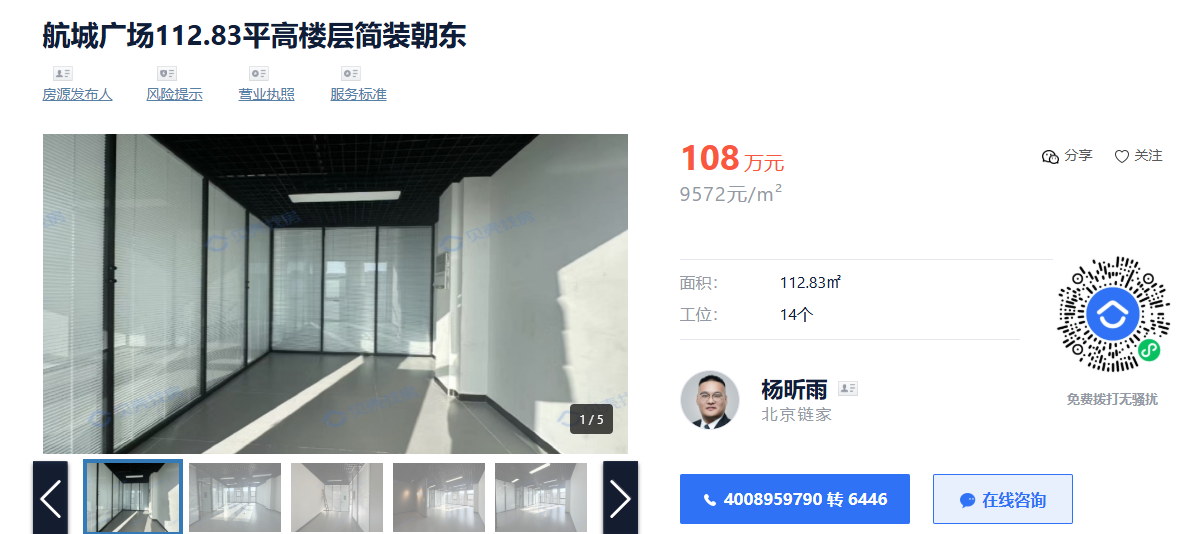 航城广场112.83平高楼层简装朝东
房源发布人 风险提示 营业执照 服务标准
108万元
分享 关注
9572元/m²
面积： 112.83㎡
工位： 14个
1 / 5
杨昕雨
北京链家
免费拨打无骚扰
4008959790 转 6446
在线咨询